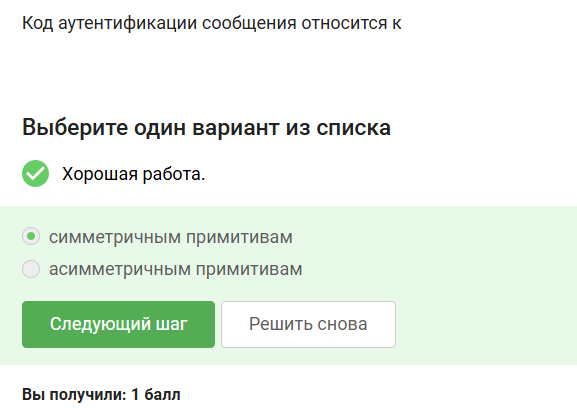 Код аутентификации сообщения относится к
Выберите один вариант из списка
Хорошая работа.
симметричным примитивам
асимметричным примитивам
Следующий шаг
Решить снова
Вы получили: 1 балл